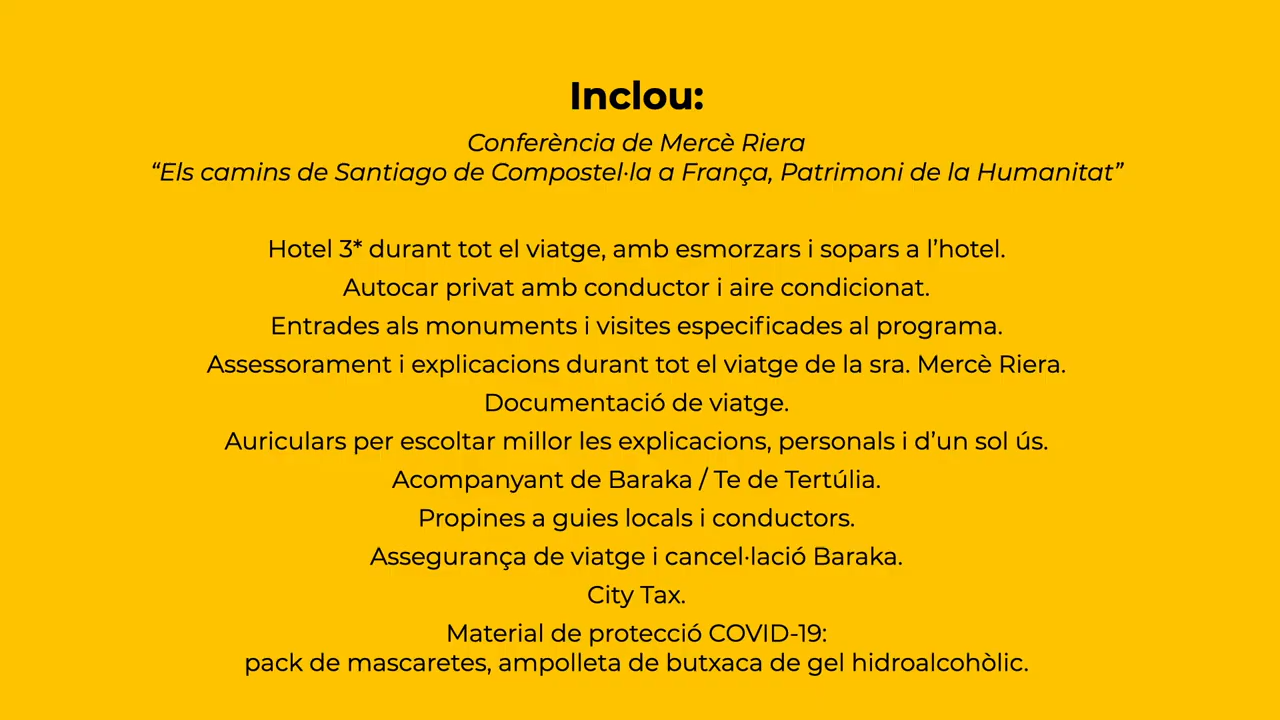 Inclou:
Conferència de Mercè Riera
“Els camins de Santiago de Compostel·la a França, Patrimoni de la Humanitat”
Hotel 3* durant tot el viatge, amb esmorzars i sopars a l’hotel.
Autocar privat amb conductor i aire condicionat.
Entrades als monuments i visites especificades al programa.
Assessorament i explicacions durant tot el viatge de la sra. Mercè Riera.
Documentació de viatge.
Auriculars per escoltar millor les explicacions, personals i d’un sol ús.
Acompanyant de Baraka / Te de Tertúlia.
Propines a guies locals i conductors.
Assegurança de viatge i cancel·lació Baraka.
City Tax.
Material de protecció COVID-19:
pack de mascaretes, ampolleta de butxaca de gel hidroalcohòlic.